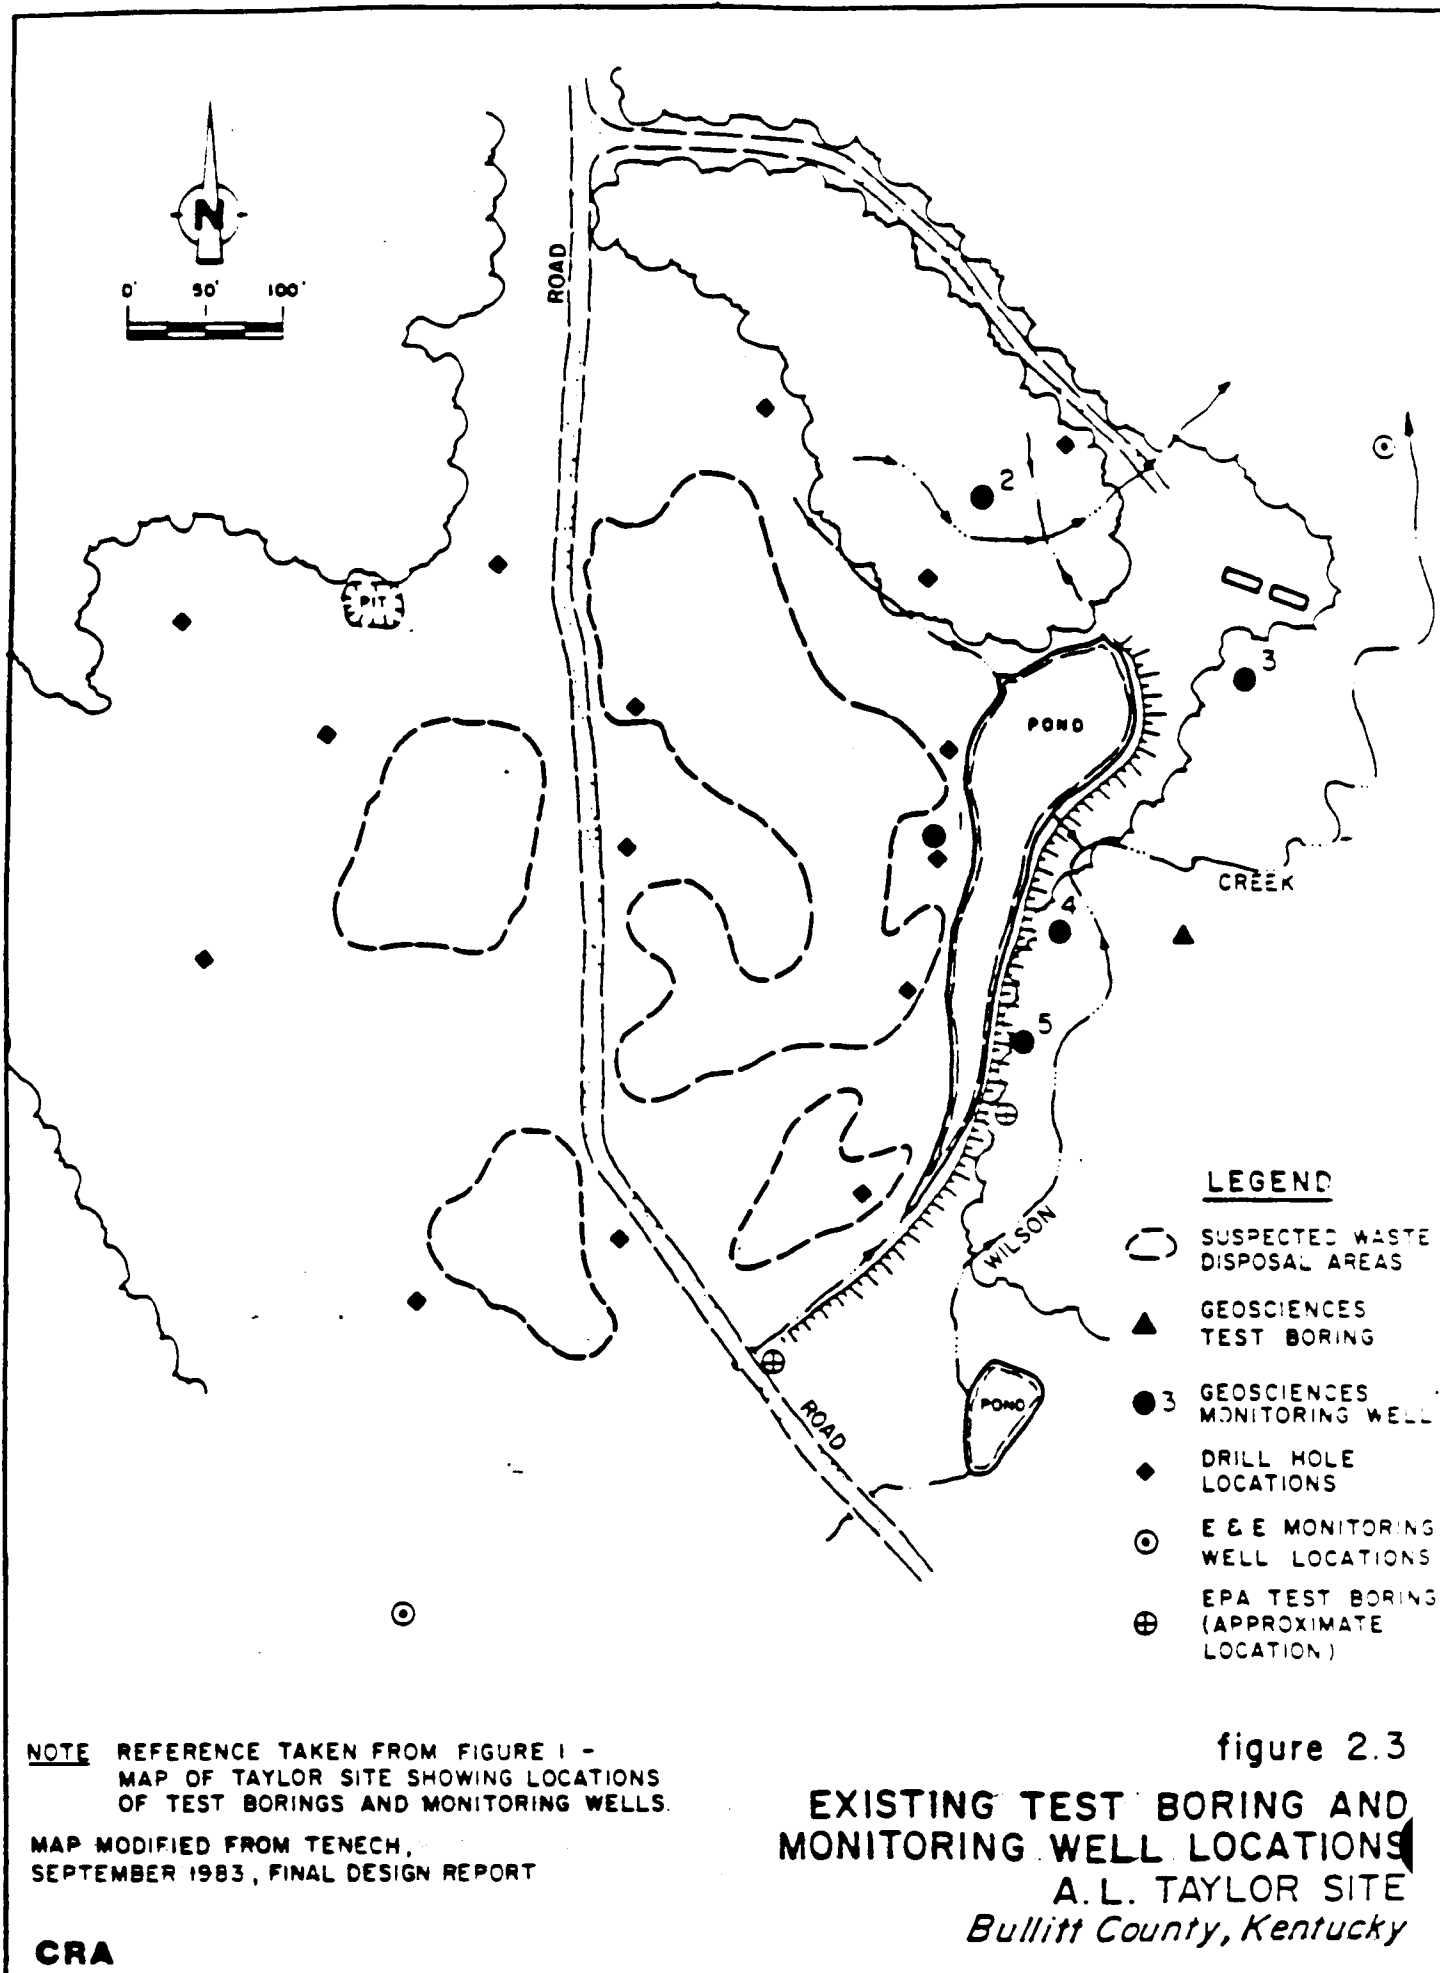 N
0' 50' 100'
ROAD
2
PIT
3
POND
1
CREEK
4
5
WILSON
POND
ROAD
LEGEND
SUSPECTED WASTE
DISPOSAL AREAS
GEOSCIENCES
TEST BORING
3 GEOSCIENCES
MONITORING WELL
DRILL HOLE
LOCATIONS
E & E MONITORING
WELL LOCATIONS
EPA TEST BORING
(APPROXIMATE
LOCATION)
NOTE REFERENCE TAKEN FROM FIGURE 1 -
MAP OF TAYLOR SITE SHOWING LOCATIONS
OF TEST BORINGS AND MONITORING WELLS.
MAP MODIFIED FROM TENECH,
SEPTEMBER 1983, FINAL DESIGN REPORT
figure 2.3
EXISTING TEST BORING AND
MONITORING WELL LOCATIONS
A.L. TAYLOR SITE
Bullitt County, Kentucky
CRA